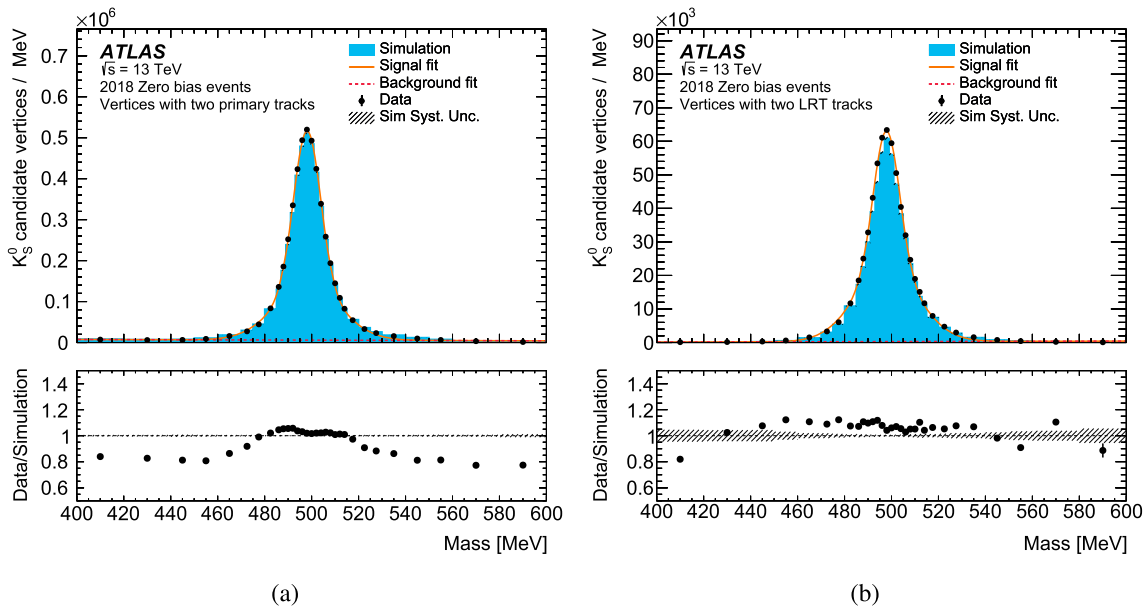 ×10⁶
K⁰S candidate vertices / MeV
0.7
0.6
0.5
0.4
0.3
0.2
0.1
0
ATLAS
√s = 13 TeV
2018 Zero bias events
Vertices with two primary tracks
Simulation
Signal fit
Background fit
Data
Sim Syst. Unc.
Data/Simulation
1.4
1.2
1
0.8
0.6
400 420 440 460 480 500 520 540 560 580 600
Mass [MeV]
(a)
×10³
K⁰S candidate vertices / MeV
90
80
70
60
50
40
30
20
10
0
ATLAS
√s = 13 TeV
2018 Zero bias events
Vertices with two LRT tracks
Simulation
Signal fit
Background fit
Data
Sim Syst. Unc.
Data/Simulation
1.4
1.2
1
0.8
0.6
400 420 440 460 480 500 520 540 560 580 600
Mass [MeV]
(b)